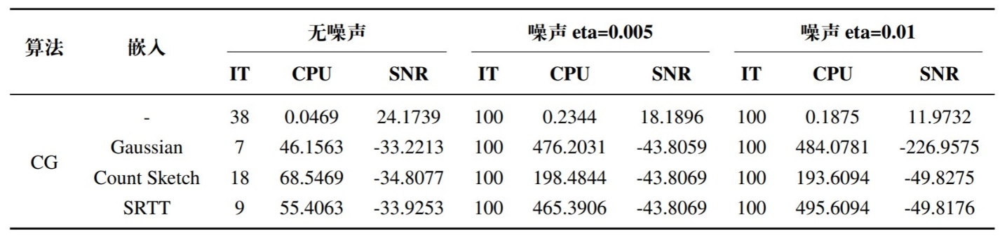 算法 嵌入 无噪声 噪声 eta=0.005 噪声 eta=0.01
IT CPU SNR IT CPU SNR IT CPU SNR
CG
- 38 0.0469 24.1739 100 0.2344 18.1896 100 0.1875 11.9732
Gaussian 7 46.1563 -33.2213 100 476.2031 -43.8059 100 484.0781 -226.9575
Count Sketch 18 68.5469 -34.8077 100 198.4844 -43.8069 100 193.6094 -49.8275
SRTT 9 55.4063 -33.9253 100 465.3906 -43.8069 100 495.6094 -49.8176